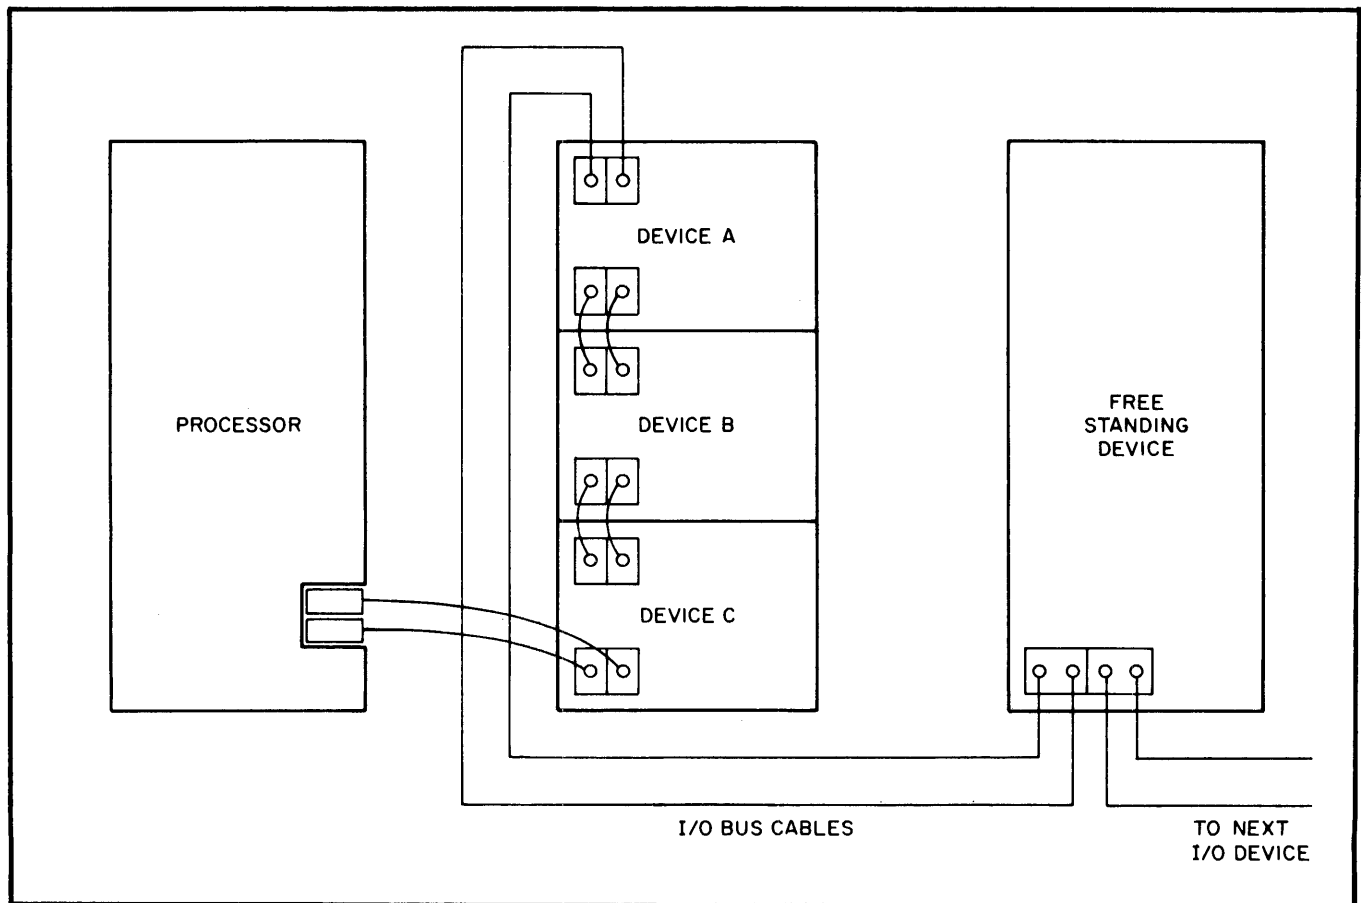 DEVICE A
PROCESSOR
DEVICE B
FREE
STANDING
DEVICE
DEVICE C
I/O BUS CABLES
TO NEXT
I/O DEVICE